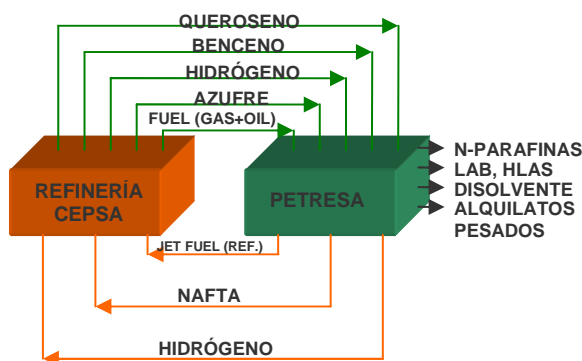 QUEROSENO
BENCENO
HIDRÓGENO
AZUFRE
FUEL (GAS+OIL)
REFINERÍA
CEPSA
PETRESA
N-PARAFINAS
LAB, HLAS
DISOLVENTE
ALQUILATOS
PESADOS
JET FUEL (REF.)
NAFTA
HIDRÓGENO